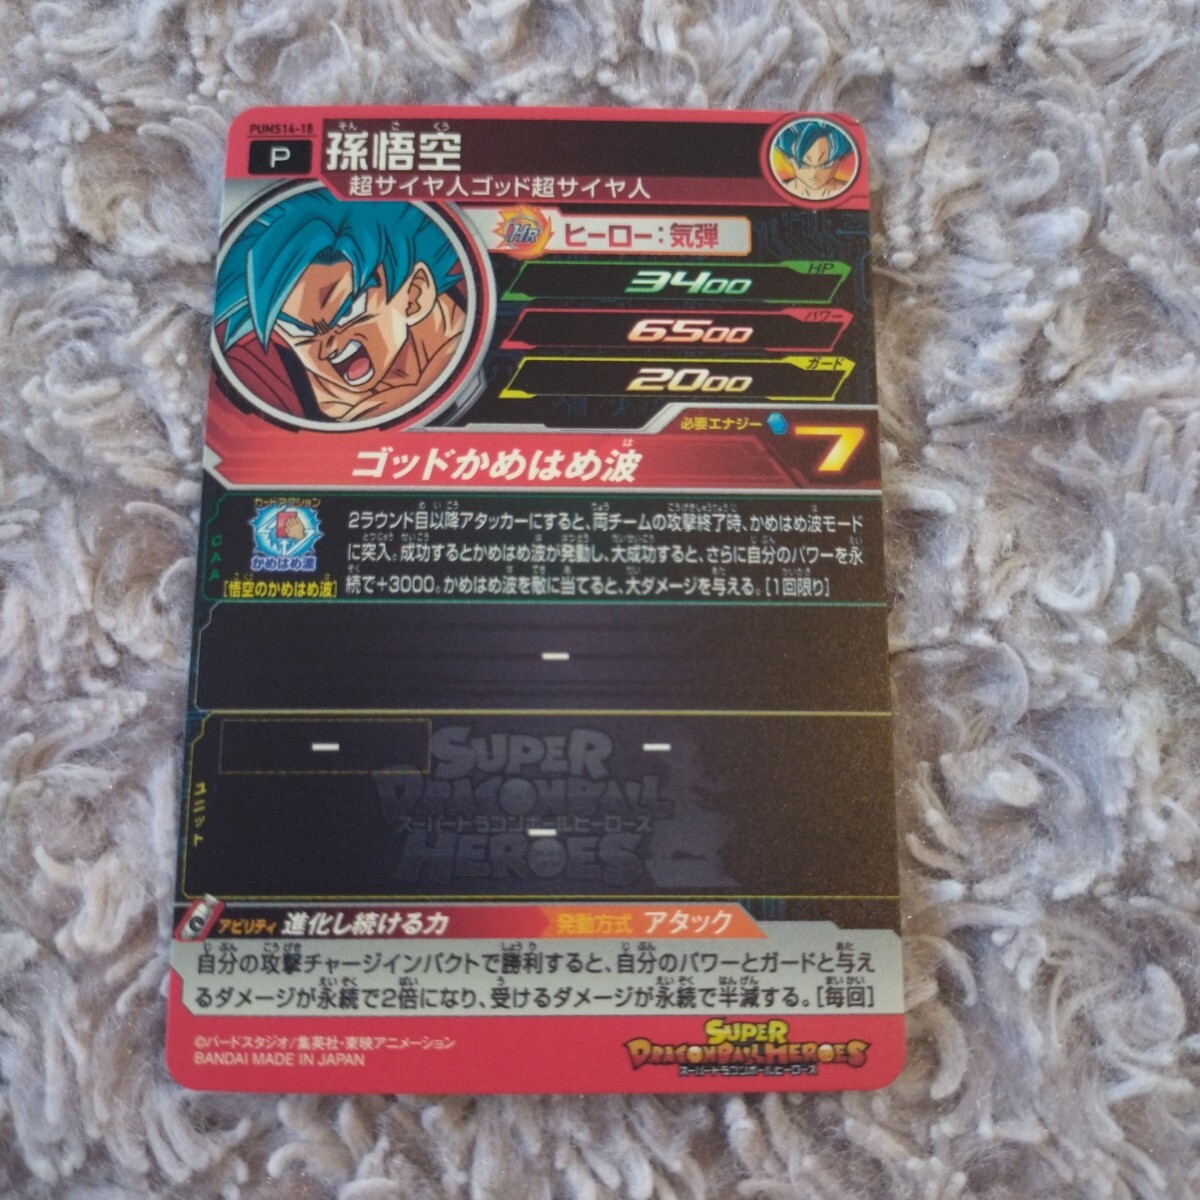 PUMS14-18
P
孫悟空
そんごくう
超サイヤ人ゴッド超サイヤ人
HR ヒーロー:気弾
HP
3400
パワー
6500
ガード
2000
必要エナジー 7
ゴッドかめはめ波
は
CAA
カードアクション
かめはめ波
[悟空のかめはめ波]
2ラウンド目以降アタッカーにすると、両チームの攻撃終了時、かめはめ波モード
に突入。成功するとかめはめ波が発動し、大成功すると、さらに自分のパワーを永
続で+3000。かめはめ波を敵に当てると、大ダメージを与える。[1回限り]
-
ユニット
- -
-
SUPER
DRAGONBALL
スーパードラゴンボールヒーローズ
HEROES
アビリティ 進化し続ける力 発動方式 アタック
自分の攻撃チャージインパクトで勝利すると、自分のパワーとガードと与え
るダメージが永続で2倍になり、受けるダメージが永続で半減する。[毎回]
©バードスタジオ/集英社・東映アニメーション
BANDAI MADE IN JAPAN
SUPER
DRAGONBALL HEROES
スーパードラゴンボールヒーローズ